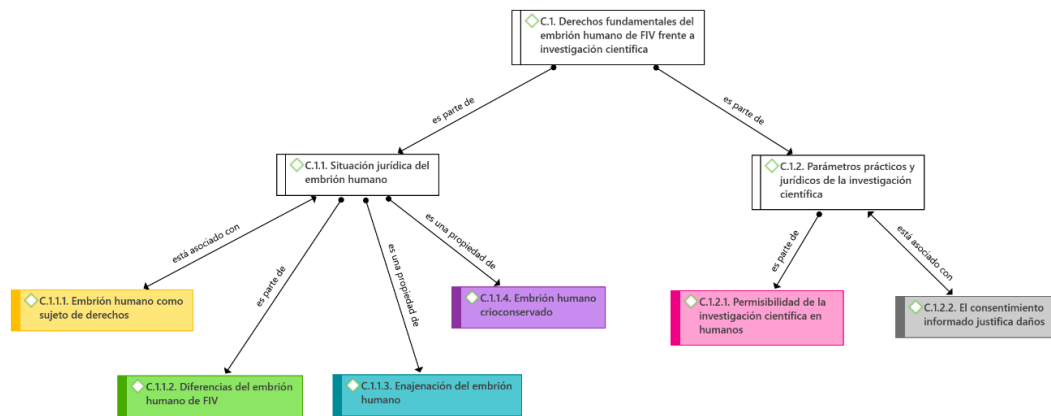 C.1. Derechos fundamentales del
embrión humano de FIV frente a
investigación científica
es parte de
es parte de
C.1.1. Situación jurídica del
embrión humano
C.1.2. Parámetros prácticos y
jurídicos de la investigación
científica
está asociado con
es parte de
es una propiedad de
es una propiedad de
es parte de
está asociado con
C.1.1.1. Embrión humano como
sujeto de derechos
C.1.1.4. Embrión humano
crioconservado
C.1.2.1. Permisibilidad de la
investigación científica en
humanos
C.1.2.2. El consentimiento
informado justifica daños
C.1.1.2. Diferencias del embrión
humano de FIV
C.1.1.3. Enajenación del embrión
humano